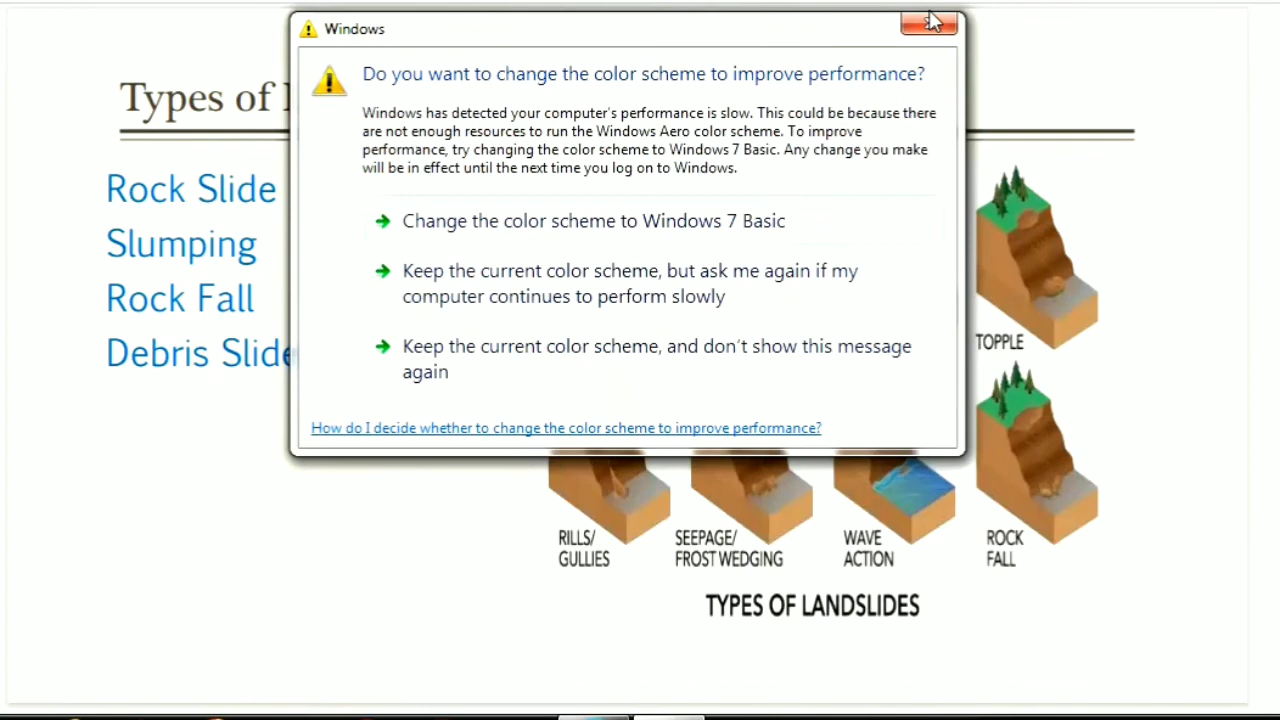 Windows
Do you want to change the color scheme to improve performance?
Windows has detected your computer's performance is slow. This could be because there
are not enough resources to run the Windows Aero color scheme. To improve
performance, try changing the color scheme to Windows 7 Basic. Any change you make
will be in effect until the next time you log on to Windows.
Change the color scheme to Windows 7 Basic
Keep the current color scheme, but ask me again if my
computer continues to perform slowly
Keep the current color scheme, and don't show this message
again
How do I decide whether to change the color scheme to improve performance?
Types of
Rock Slide
Slumping
Rock Fall
Debris Slide
TOPPLE
RILLS/
GULLIES
SEEPAGE/
FROST WEDGING
WAVE
ACTION
ROCK
FALL
TYPES OF LANDSLIDES